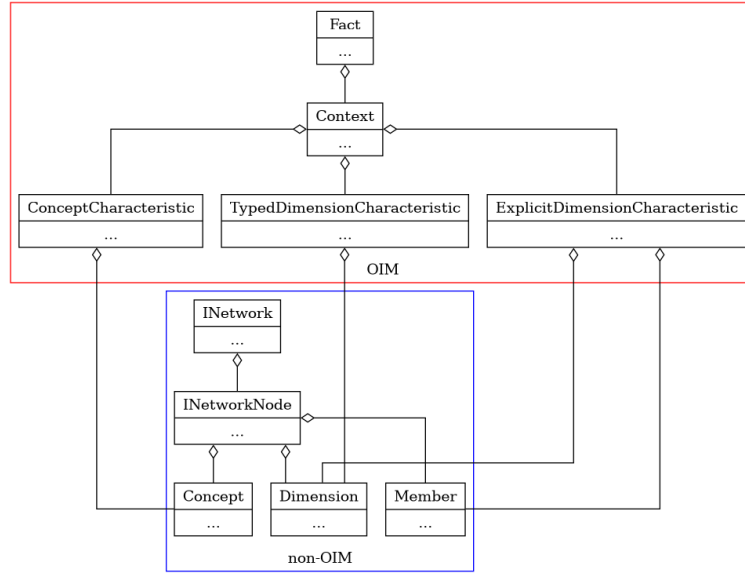 Fact
...
Context
...
ConceptCharacteristic
...
TypedDimensionCharacteristic
...
ExplicitDimensionCharacteristic
...
OIM
INetwork
...
INetworkNode
...
Concept
...
Dimension
...
Member
...
non-OIM